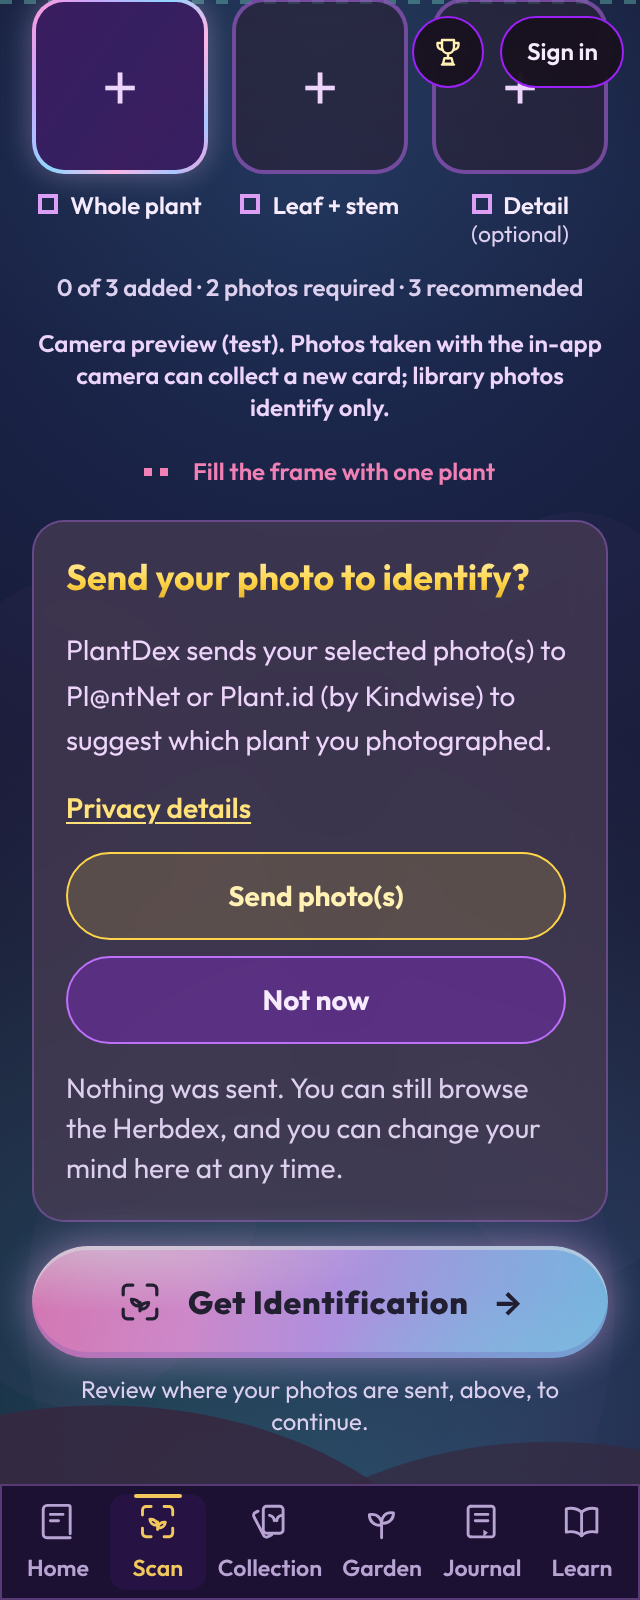 Sign in
Whole plant
Leaf + stem
Detail
(optional)
0 of 3 added · 2 photos required · 3 recommended
Camera preview (test). Photos taken with the in-app
camera can collect a new card; library photos
identify only.
Fill the frame with one plant
Send your photo to identify?
PlantDex sends your selected photo(s) to
Pl@ntNet or Plant.id (by Kindwise) to
suggest which plant you photographed.
Privacy details
Send photo(s)
Not now
Nothing was sent. You can still browse
the Herbdex, and you can change your
mind here at any time.
Get Identification →
Review where your photos are sent, above, to
continue.
Home
Scan
Collection
Garden
Journal
Learn